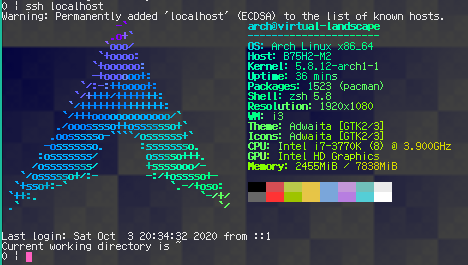 0 | ssh localhost
Warning: Permanently added 'localhost' (ECDSA) to the list of known hosts.
arch@virtual-landscape
OS: Arch Linux x86_64
Host: B75H2-M2
Kernel: 5.8.12-arch1-1
Uptime: 36 mins
Packages: 1523 (pacman)
Shell: zsh 5.8
Resolution: 1920x1080
WM: i3
Theme: Adwaita [GTK2/3]
Icons: Adwaita [GTK2/3]
CPU: Intel i7-3770K (8) @ 3.900GHz
GPU: Intel HD Graphics
Memory: 2455MiB / 7838MiB
Last login: Sat Oct  3 20:34:32 2020 from ::1
Current working directory is ~
0 |